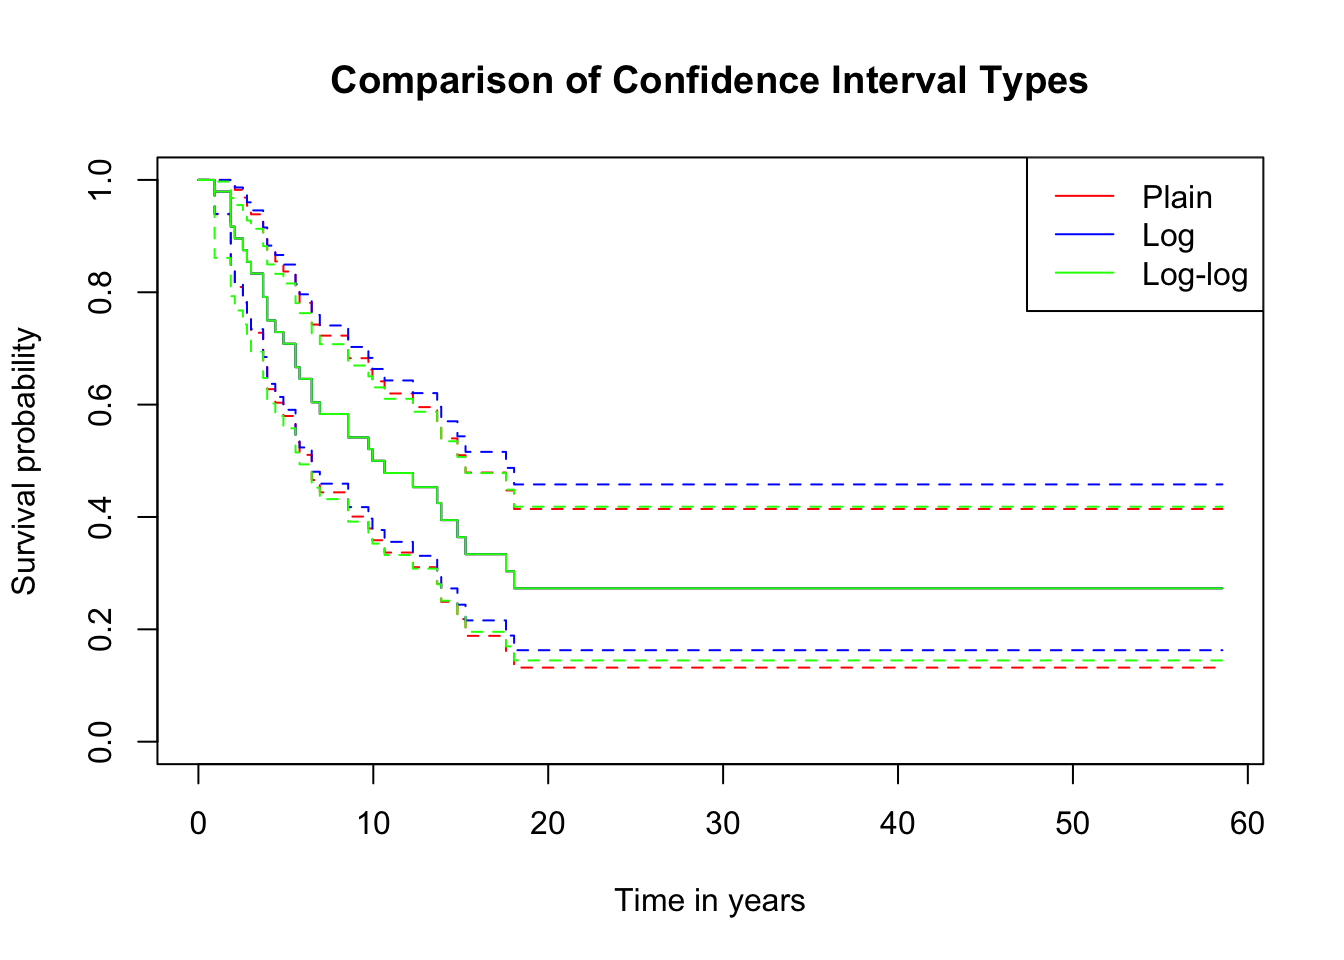 Comparison of Confidence Interval Types
Plain
Log
Log-log
Survival probability
1.0
0.8
0.6
0.4
0.2
0.0
0 10 20 30 40 50 60
Time in years